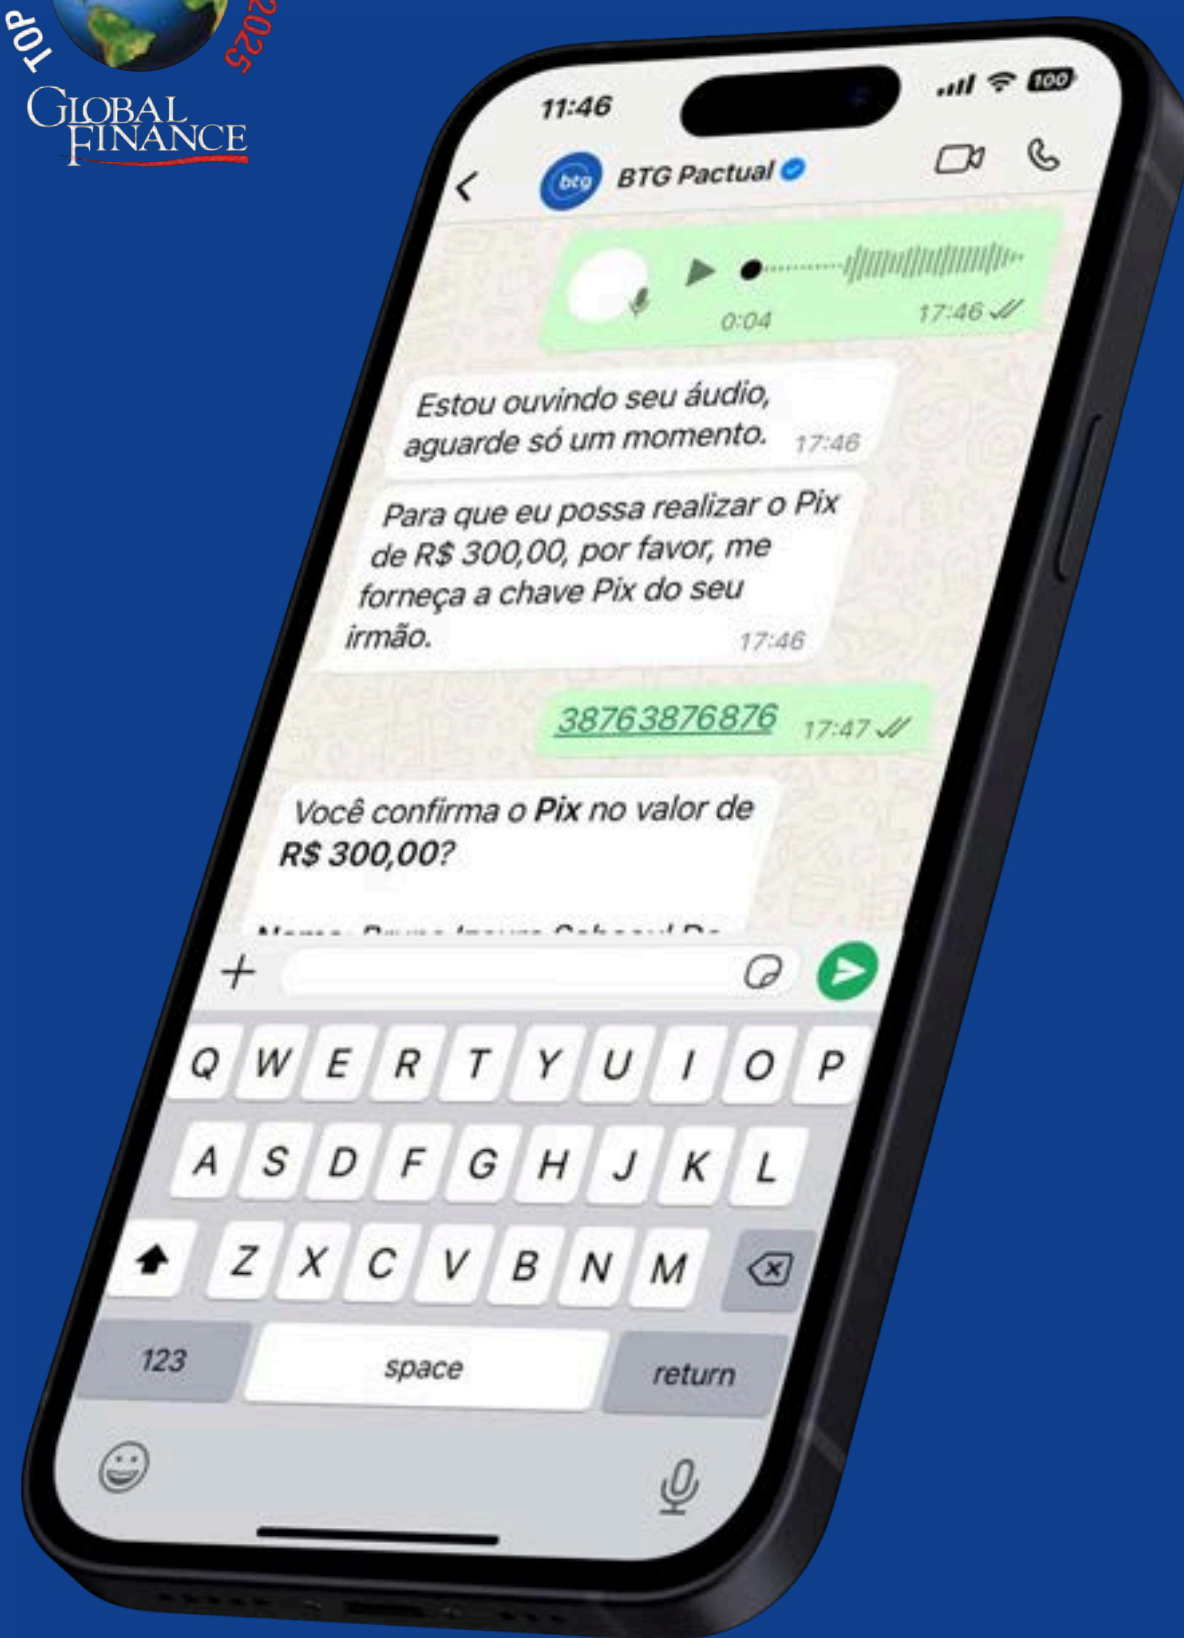 TOP
2025
GLOBAL
FINANCE
11:46
100
btg BTG Pactual
0:04 17:46
Estou ouvindo seu áudio,
aguarde só um momento. 17:46
Para que eu possa realizar o Pix
de R$ 300,00, por favor, me
forneça a chave Pix do seu
irmão. 17:46
38763876876 17:47
Você confirma o Pix no valor de
R$ 300,00?
Q W E R T Y U I O P
A S D F G H J K L
Z X C V B N M
123 space return